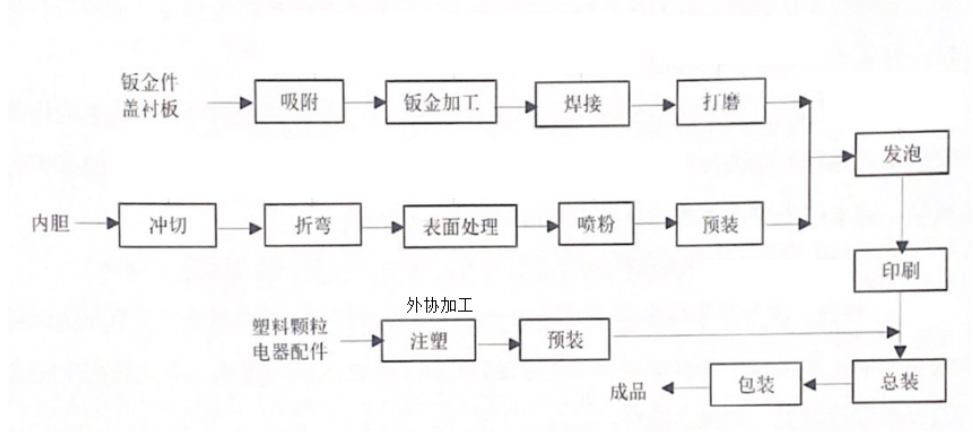 钣金件
盖衬板
吸附
钣金加工
焊接
打磨
发泡
内胆
冲切
折弯
表面处理
喷粉
预装
印刷
外协加工
塑料颗粒
电器配件
注塑
预装
总装
包装
成品